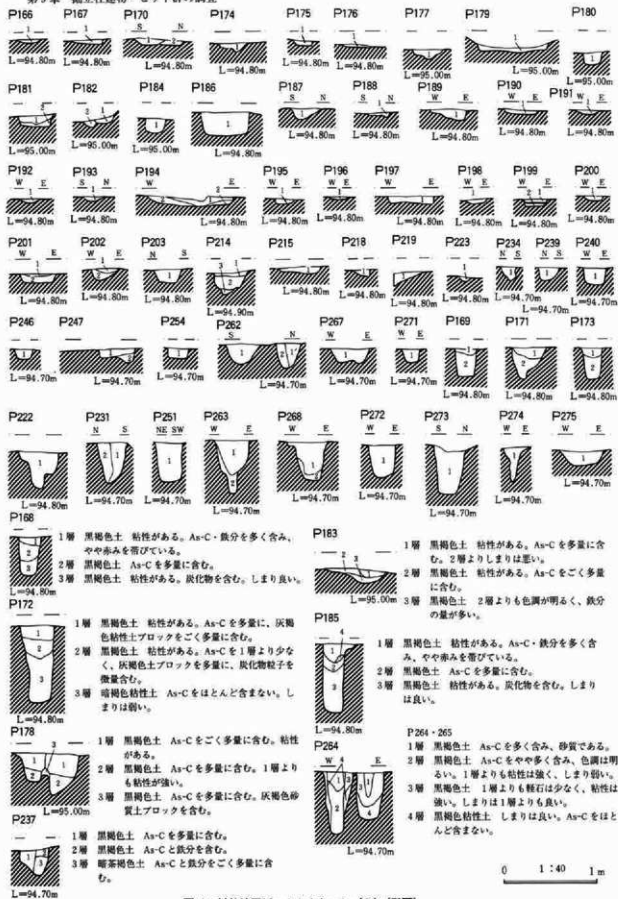 P166 P167 P170 P174 P175 P176 P177 P179 P180
S N
L=94.80m L=94.80m L=94.80m L=94.80m L=94.80m L=94.80m L=95.00m L=95.00m L=95.00m
P181 P182 P184 P186 P187 P188 P189 P190 P191
S N S N W E W E W E
L=95.00m L=95.00m L=94.80m L=94.80m L=94.80m L=94.80m L=94.80m L=94.80m L=94.80m
P192 P193 P194 P195 P196 P197 P198 P199 P200
W E S N W E W E W E W E W E W E W E
L=94.80m L=94.80m L=94.80m L=94.80m L=94.80m L=94.80m L=94.80m L=94.80m L=94.80m
P201 P202 P203 P214 P215 P218 P219 P223 P234 P239 P240
W E W E N S N S N S W E
L=94.80m L=94.80m L=94.80m L=94.90m L=94.80m L=94.80m L=94.80m L=94.80m L=94.70m L=94.70m L=94.80m
P246 P247 P254 P262 P267 P271 P169 P171 P173
S N W E W E
L=94.70m L=94.70m L=94.70m L=94.70m L=94.70m L=94.70m L=94.80m L=94.80m L=94.80m
P222 P231 P251 P263 P268 P272 P273 P274 P275
N S NE SW W E W E W E S N W E W E
L=94.80m L=94.70m L=94.70m L=94.70m L=94.70m L=94.70m L=94.70m L=94.70m L=94.70m
P168
1層 黒褐色土 粘性がある。As-C・鉄分を多く含み、
やや赤みを帯びている。
2層 黒褐色土 As-Cを多量に含む。
3層 黒褐色土 粘性がある。炭化物を含む。しまり良い。
L=94.80m
P172
1層 黒褐色土 粘性がある。As-Cを多量に、灰褐
色粘性土ブロックをごく多量に含む。
2層 黒褐色土 粘性がある。As-Cを1層より少な
く、灰褐色土ブロックを多量に、炭化物粒子を
微量含む。
3層 暗褐色粘性土 As-Cをほとんど含まない。し
まりは弱い。
L=94.80m
P178
1層 黒褐色土 As-Cをごく多量に含む。粘性
がある。
2層 黒褐色土 As-Cを多量に含む。1層より
も粘性が強い。
3層 黒褐色土 As-Cを多量に含む。灰褐色砂
質土ブロックを含む。
L=95.00m
P237
1層 黒褐色土 As-Cを多量に含む。
2層 黒褐色土 As-Cと鉄分を含む。
3層 暗茶褐色土 As-Cと鉄分をごく多量に含
む。
L=94.70m
P183
1層 黒褐色土 粘性がある。As-Cを多量に含
む。2層よりしまりは悪い。
2層 黒褐色土 粘性がある。As-Cをごく多量
に含む。
3層 黒褐色土 2層よりも色調が明るく、鉄分
の量が多い。
L=95.00m
P185
1層 黒褐色土 粘性がある。As-C・鉄分を多く含
み、やや赤みを帯びている。
2層 黒褐色土 As-Cを多量に含む。
3層 黒褐色土 粘性がある。炭化物を含む。しまり
は良い。
L=94.80m
P264
W E
P264・265
1層 黒褐色土 As-Cを多く含み、砂質である。
2層 黒褐色土 As-Cをやや多く含み、色調は明
るい。1層よりも粘性は強く、しまり弱い。
3層 黒褐色土 1層よりも軽石は少なく、粘性は
強い。しまりは1層よりも良い。
4層 黒褐色粘性土 しまりは良い。As-Cをほと
んど含まない。
L=94.70m
0 1:40 1m